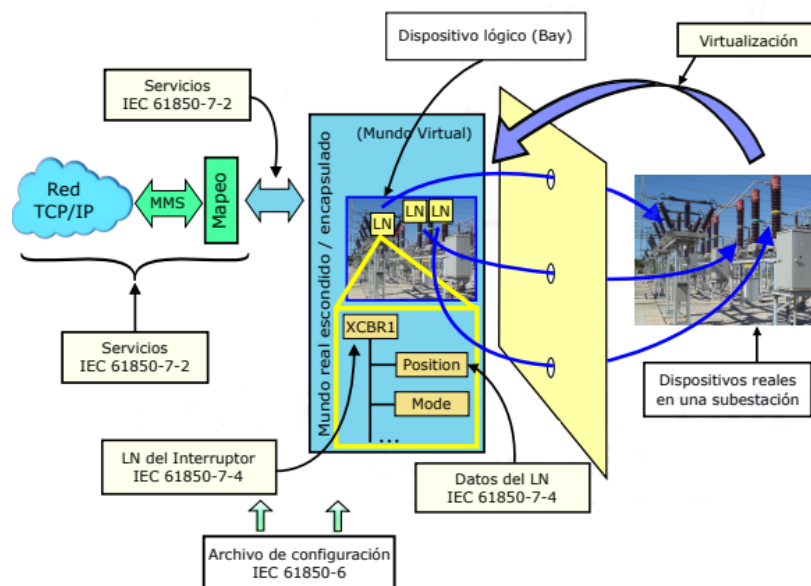 Dispositivo lógico (Bay)
Virtualización
Servicios
IEC 61850-7-2
(Mundo Virtual)
Mundo real escondido / encapsulado
Red
TCP/IP
MMS
Mapeo
LN
LN
LN
XCBR1
Position
Mode
...
Servicios
IEC 61850-7-2
Dispositivos reales
en una subestación
LN del Interruptor
IEC 61850-7-4
Datos del LN
IEC 61850-7-4
Archivo de configuración
IEC 61850-6